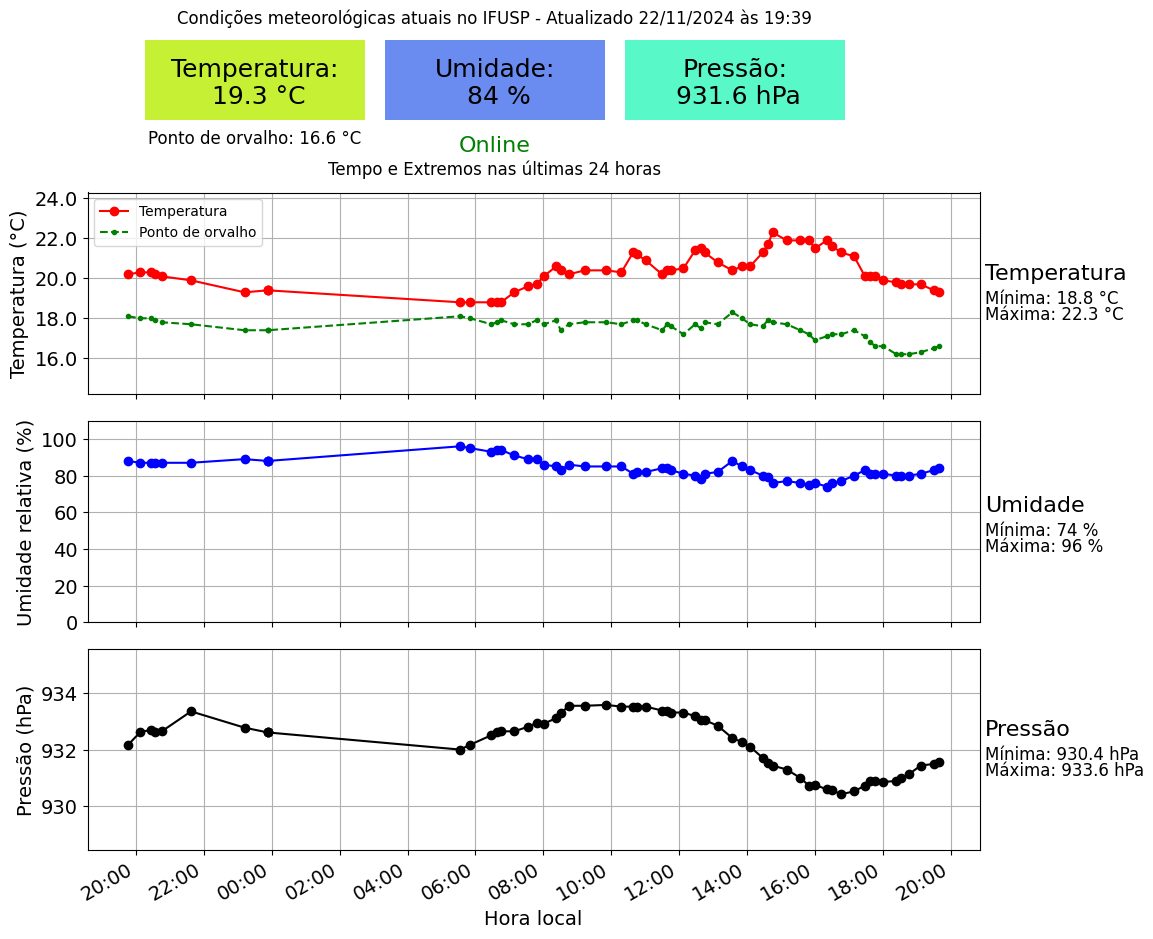 Condições meteorológicas atuais no IFUSP - Atualizado 22/11/2024 às 19:39
Temperatura:
19.3 °C
Umidade:
84 %
Pressão:
931.6 hPa
Ponto de orvalho: 16.6 °C
Online
Tempo e Extremos nas últimas 24 horas
Temperatura (°C)
24.0
22.0
20.0
18.0
16.0
Temperatura
Ponto de orvalho
Temperatura
Mínima: 18.8 °C
Máxima: 22.3 °C
Umidade relativa (%)
100
80
60
40
20
0
Umidade
Mínima: 74 %
Máxima: 96 %
Pressão (hPa)
934
932
930
Pressão
Mínima: 930.4 hPa
Máxima: 933.6 hPa
20:00
22:00
00:00
02:00
04:00
06:00
08:00
10:00
12:00
14:00
16:00
18:00
20:00
Hora local